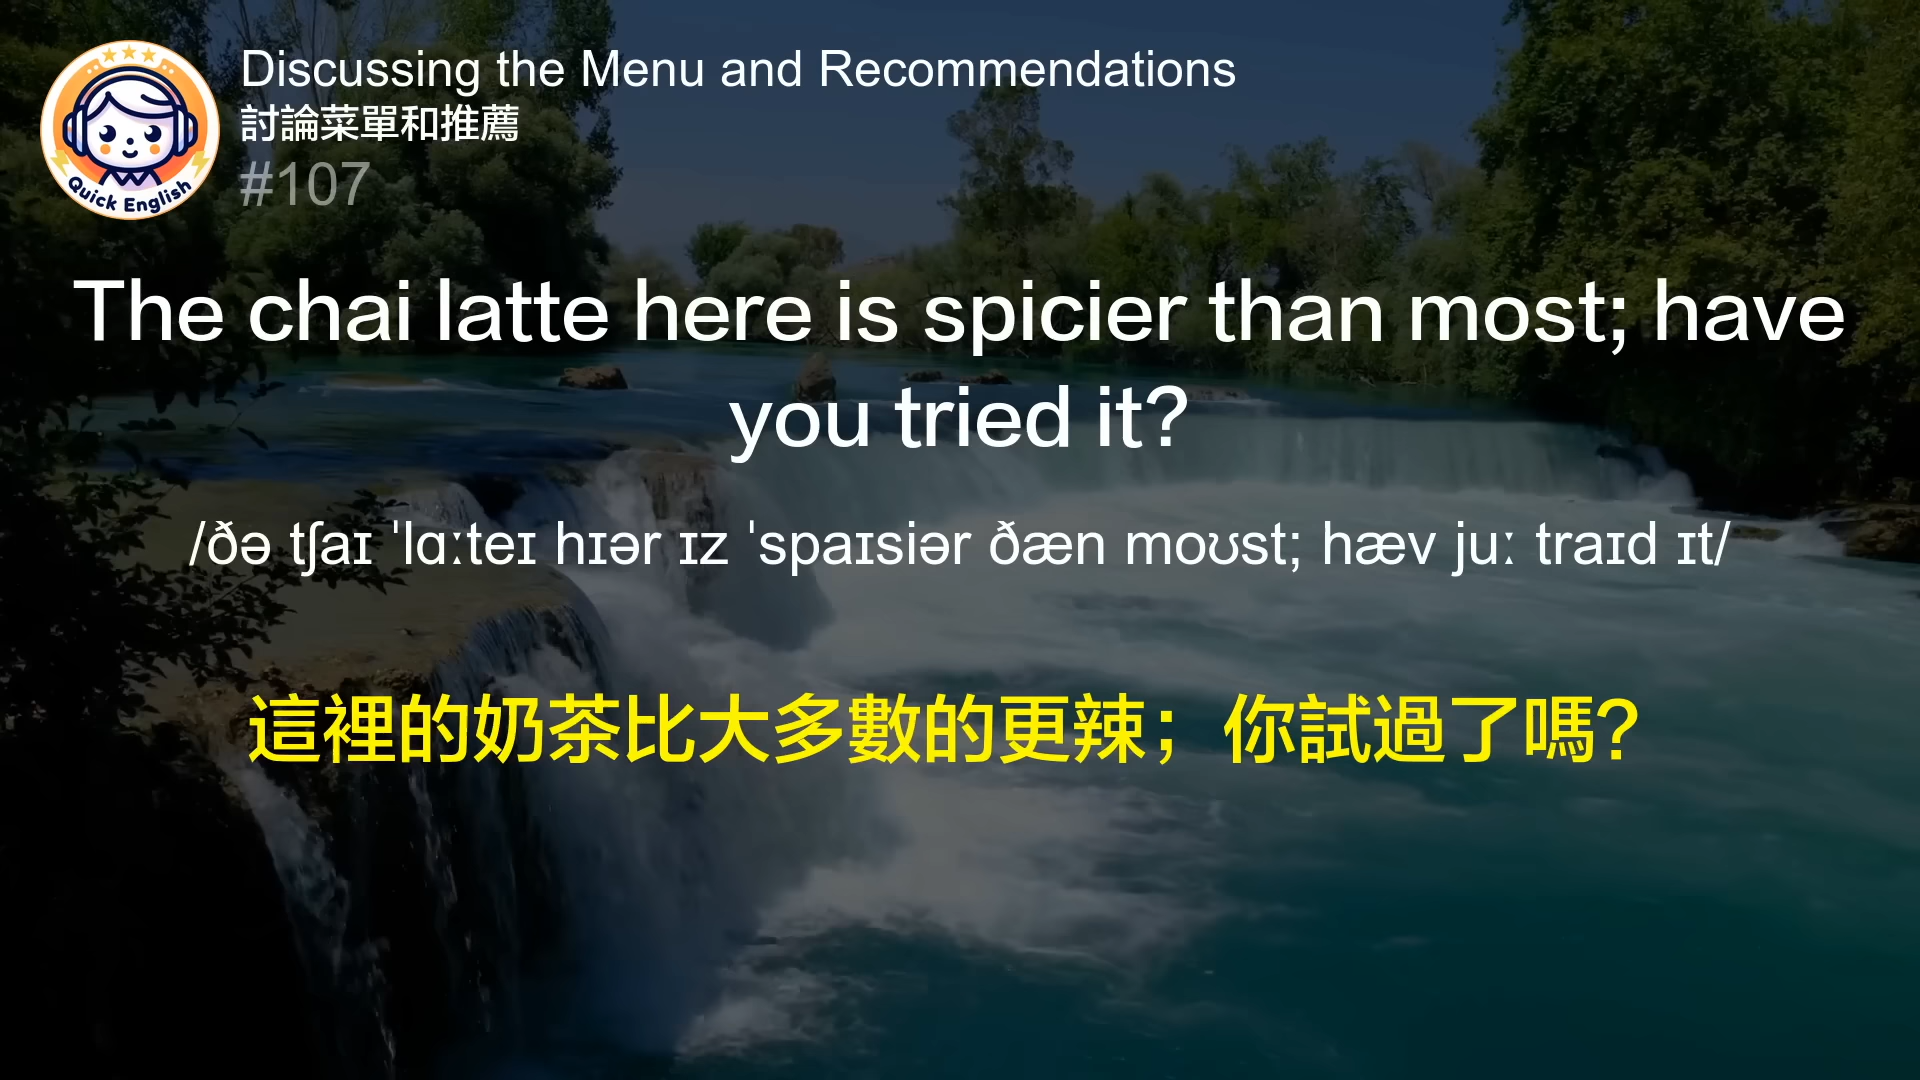 Discussing the Menu and Recommendations
討論菜單和推薦
#107
Quick English
The chai latte here is spicier than most; have
you tried it?
/ðə tʃaɪ ˈlɑːteɪ hɪər ɪz ˈspaɪsiər ðæn moʊst; hæv juː traɪd ɪt/
這裡的奶茶比大多數的更辣；你試過了嗎？